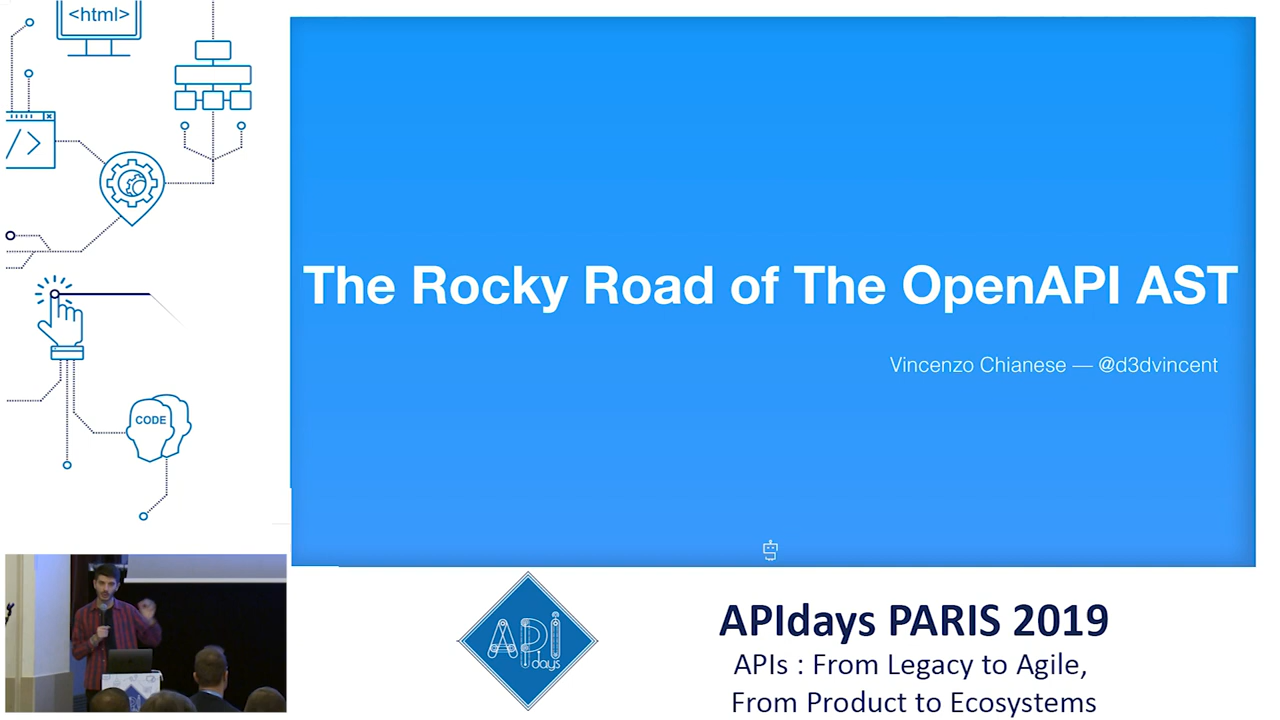 <html>
/>
CODE
The Rocky Road of The OpenAPI AST
Vincenzo Chianese — @d3dvincent
API
days
APIdays PARIS 2019
APIs : From Legacy to Agile,
From Product to Ecosystems